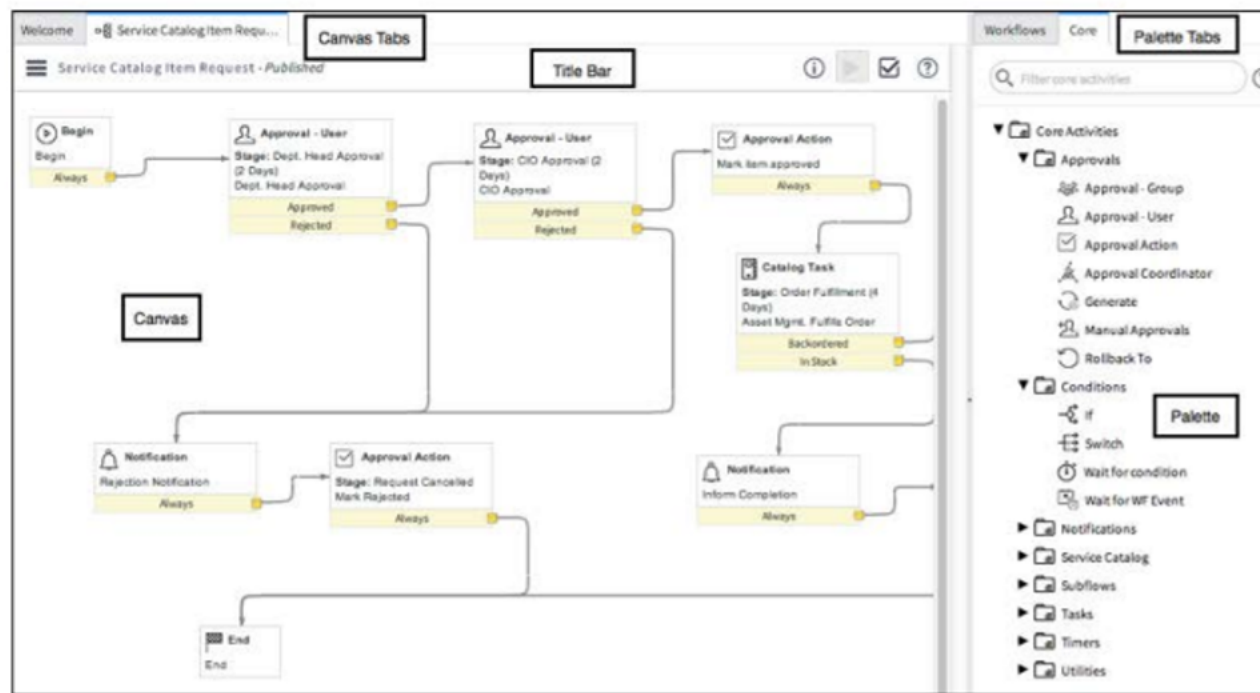 Welcome
Service Catalog Item Requ...
Canvas Tabs
Workflows
Core
Palette Tabs
Service Catalog Item Request - Published
Title Bar
Filter core activities
Begin
Begin
Always
Approval - User
Stage: Dept. Head Approval
(2 Days)
Dept. Head Approval
Approved
Rejected
Approval - User
Stage: CIO Approval (2
Days)
CIO Approval
Approved
Rejected
Approval Action
Mark item approved
Always
Catalog Task
Stage: Order Fulfillment (4
Days)
Asset Mgmt. Fulfills Order
Backordered
In Stock
Canvas
Notification
Rejection Notification
Always
Approval Action
Stage: Request Cancelled
Mark Rejected
Always
Notification
Inform Completion
Always
End
End
Core Activities
Approvals
Approval - Group
Approval - User
Approval Action
Approval Coordinator
Generate
Manual Approvals
Rollback To
Conditions
If
Palette
Switch
Wait for condition
Wait for WF Event
Notifications
Service Catalog
Subflows
Tasks
Timers
Utilities